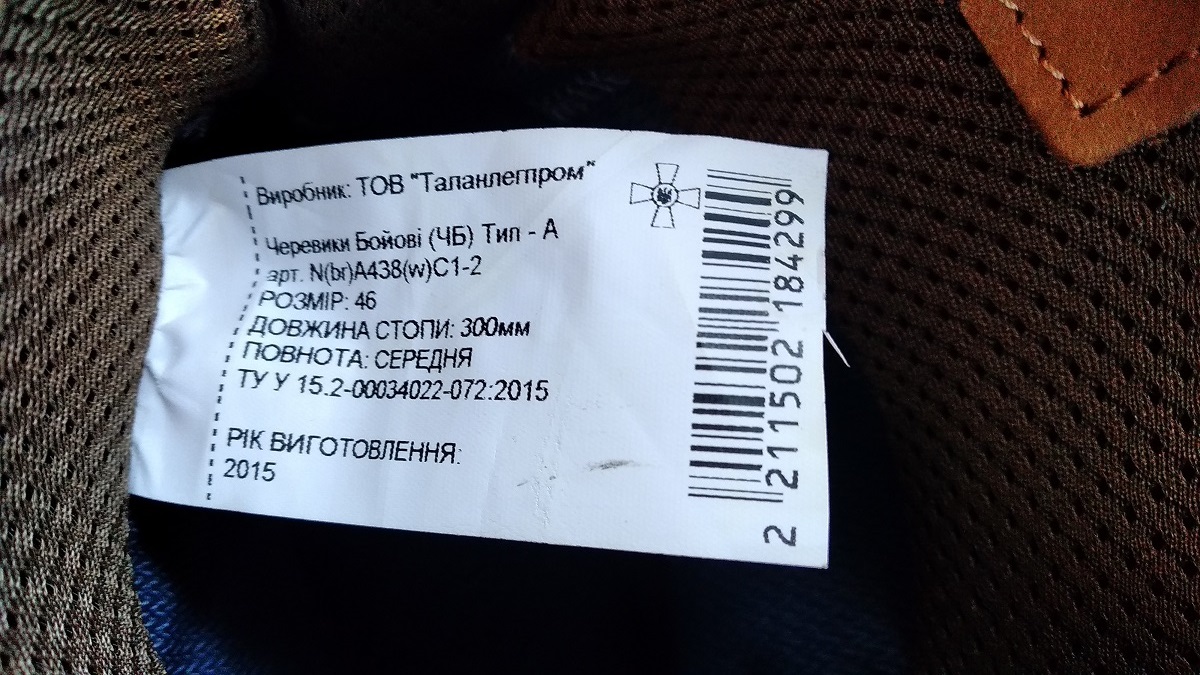 Виробник: ТОВ "Таланлегпром"
Черевики Бойові (ЧБ) Тип - А
арт. N(br)A438(w)C1-2
РОЗМІР: 46
ДОВЖИНА СТОПИ: 300мм
ПОВНОТА: СЕРЕДНЯ
ТУ У 15.2-00034022-072:2015
РІК ВИГОТОВЛЕННЯ:
2015
2 211502 184299